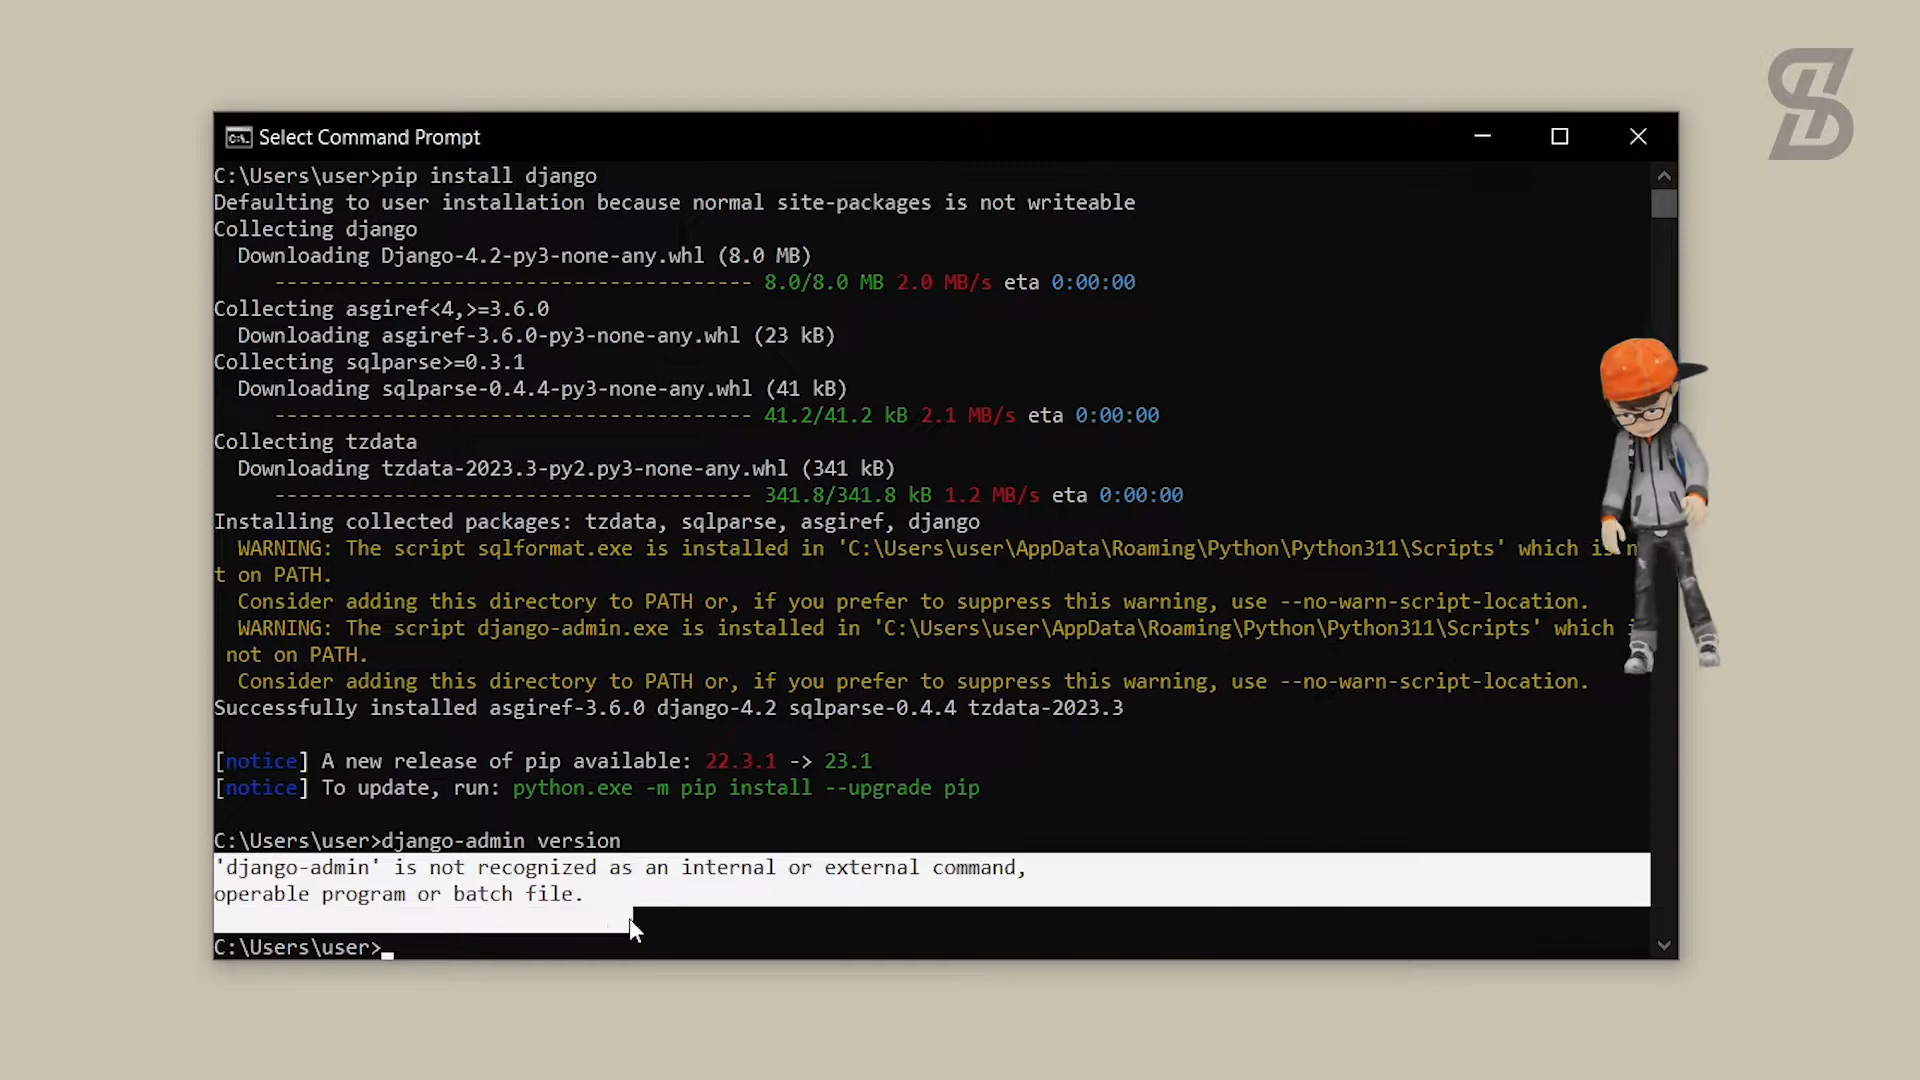 Select Command Prompt
C:\Users\user>pip install django
Defaulting to user installation because normal site-packages is not writeable
Collecting django
Downloading Django-4.2-py3-none-any.whl (8.0 MB)
---------------------------------------- 8.0/8.0 MB 2.0 MB/s eta 0:00:00
Collecting asgiref<4,>=3.6.0
Downloading asgiref-3.6.0-py3-none-any.whl (23 kB)
Collecting sqlparse>=0.3.1
Downloading sqlparse-0.4.4-py3-none-any.whl (41 kB)
---------------------------------------- 41.2/41.2 kB 2.1 MB/s eta 0:00:00
Collecting tzdata
Downloading tzdata-2023.3-py2.py3-none-any.whl (341 kB)
---------------------------------------- 341.8/341.8 kB 1.2 MB/s eta 0:00:00
Installing collected packages: tzdata, sqlparse, asgiref, django
WARNING: The script sqlformat.exe is installed in 'C:\Users\user\AppData\Roaming\Python\Python311\Scripts' which is n
t on PATH.
Consider adding this directory to PATH or, if you prefer to suppress this warning, use --no-warn-script-location.
WARNING: The script django-admin.exe is installed in 'C:\Users\user\AppData\Roaming\Python\Python311\Scripts' which i
not on PATH.
Consider adding this directory to PATH or, if you prefer to suppress this warning, use --no-warn-script-location.
Successfully installed asgiref-3.6.0 django-4.2 sqlparse-0.4.4 tzdata-2023.3
[notice] A new release of pip available: 22.3.1 -> 23.1
[notice] To update, run: python.exe -m pip install --upgrade pip
C:\Users\user>django-admin version
'django-admin' is not recognized as an internal or external command,
operable program or batch file.
C:\Users\user>